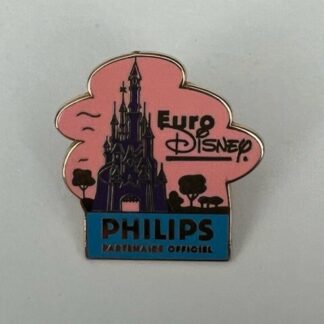 Euro
Disney.
PHILIPS
PARTENAIRE OFFICIEL